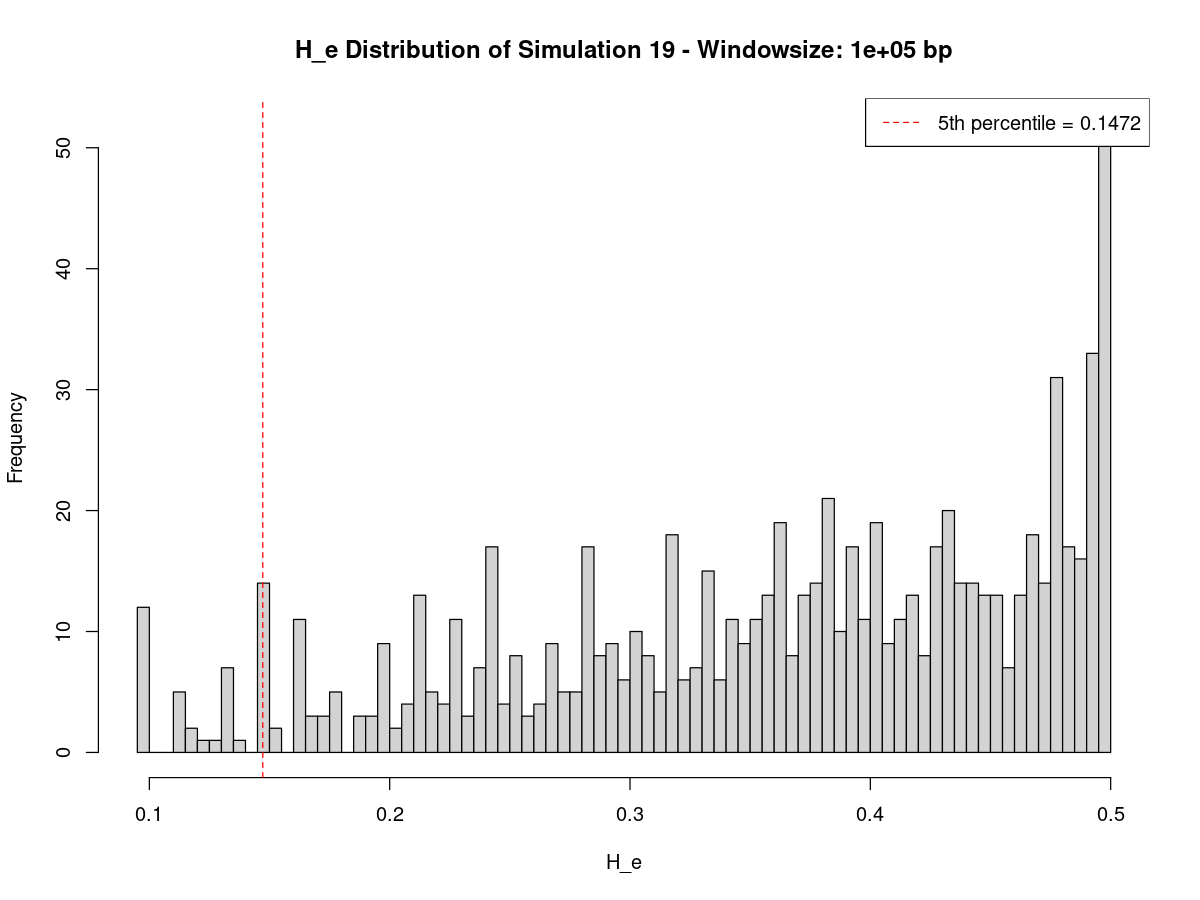 H_e Distribution of Simulation 19 - Windowsize: 1e+05 bp
5th percentile = 0.1472
Frequency
50
40
30
20
10
0
0.1 0.2 0.3 0.4 0.5
H_e